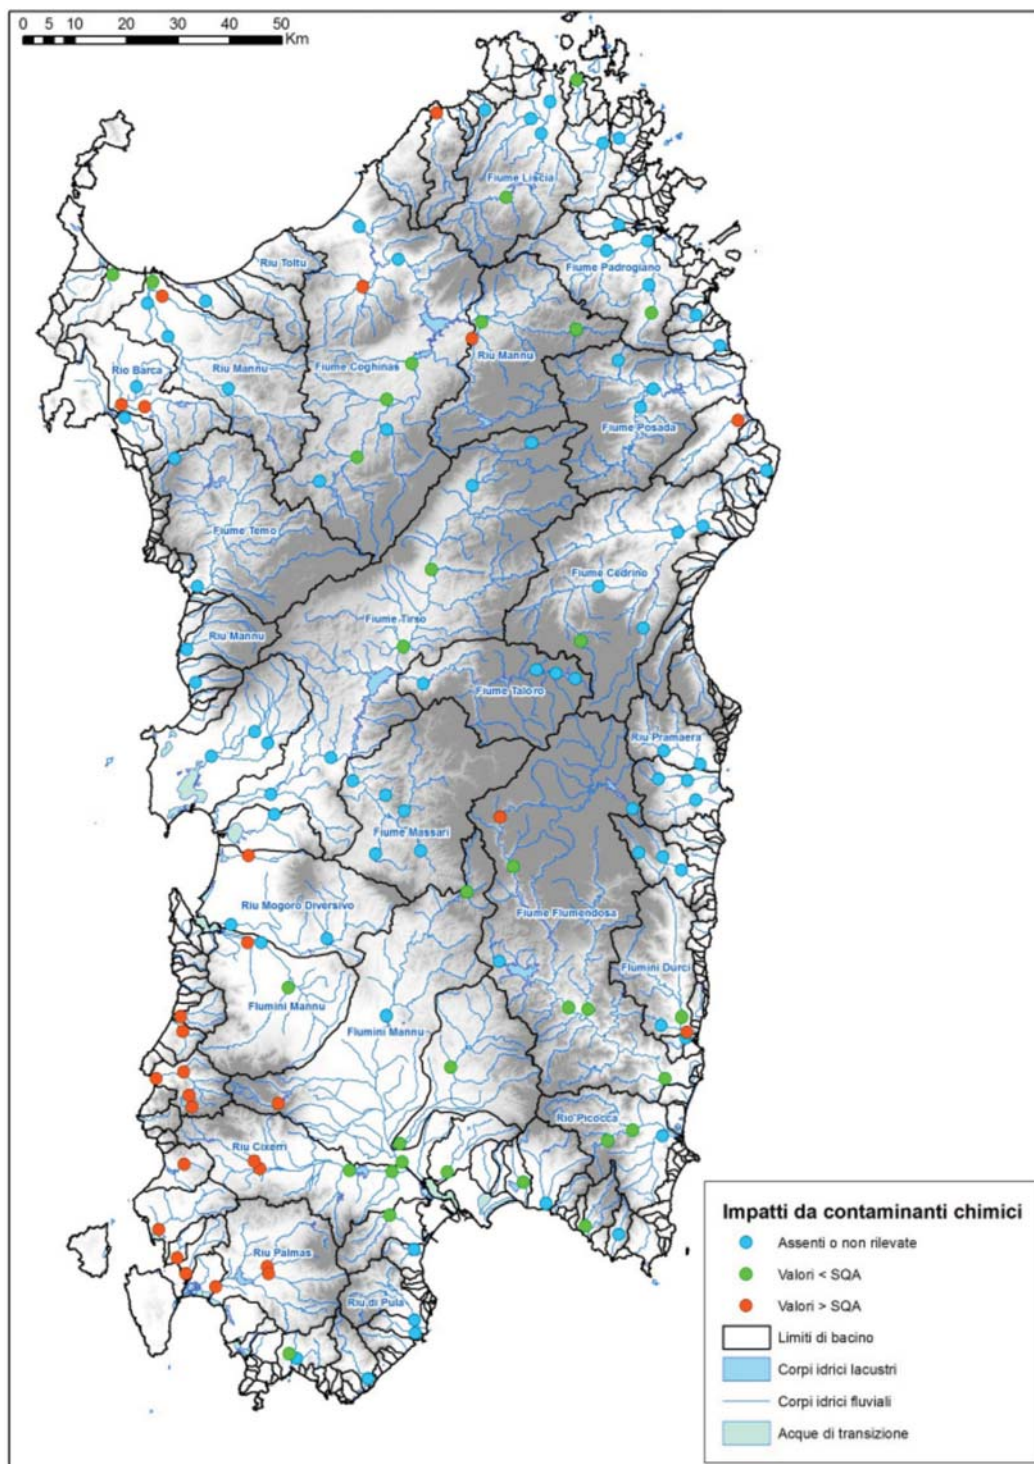 0 5 10 20 30 40 50
Km
Fiume Liscia
Riu Toltu
Fiume Padrogiano
Riu Mannu
Fiume Coghinas
Rio Barca
Riu Mannu
Fiume Posada
Fiume Temo
Fiume Cedrino
Fiume Tirso
Riu Mannu
Fiume Taloro
Riu Pramaera
Fiume Massari
Riu Mogoro Diversivo
Fiume Flumendosa
Flumini Durci
Flumini Mannu
Flumini Mannu
Rio Picocca
Riu Cixerri
Riu Palmas
Riu di Pula
Impatti da contaminanti chimici
Assenti o non rilevate
Valori < SQA
Valori > SQA
Limiti di bacino
Corpi idrici lacustri
Corpi idrici fluviali
Acque di transizione